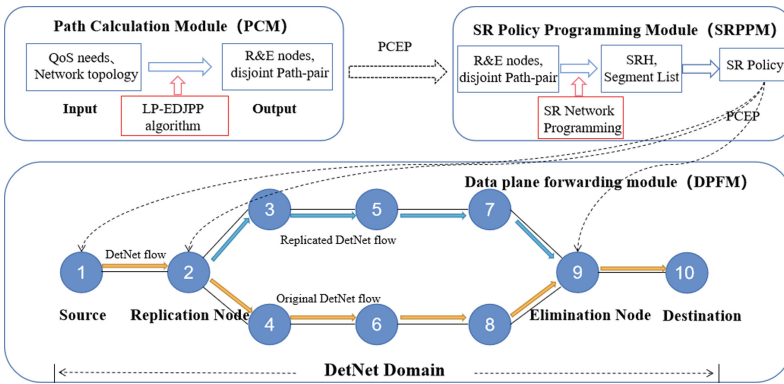 Path Calculation Module（PCM）
QoS needs、
Network topology
R&E nodes,
disjoint Path-pair
Input
LP-EDJPP
algorithm
Output
PCEP
SR Policy Programming Module（SRPPM）
R&E nodes,
disjoint Path-pair
SRH,
Segment List
SR Policy
SR Network
Programming
PCEP
Data plane forwarding module（DPFM）
3
5
7
Replicated DetNet flow
DetNet flow
1
2
9
10
Original DetNet flow
Source
Replication Node
4
6
8
Elimination Node
Destination
DetNet Domain